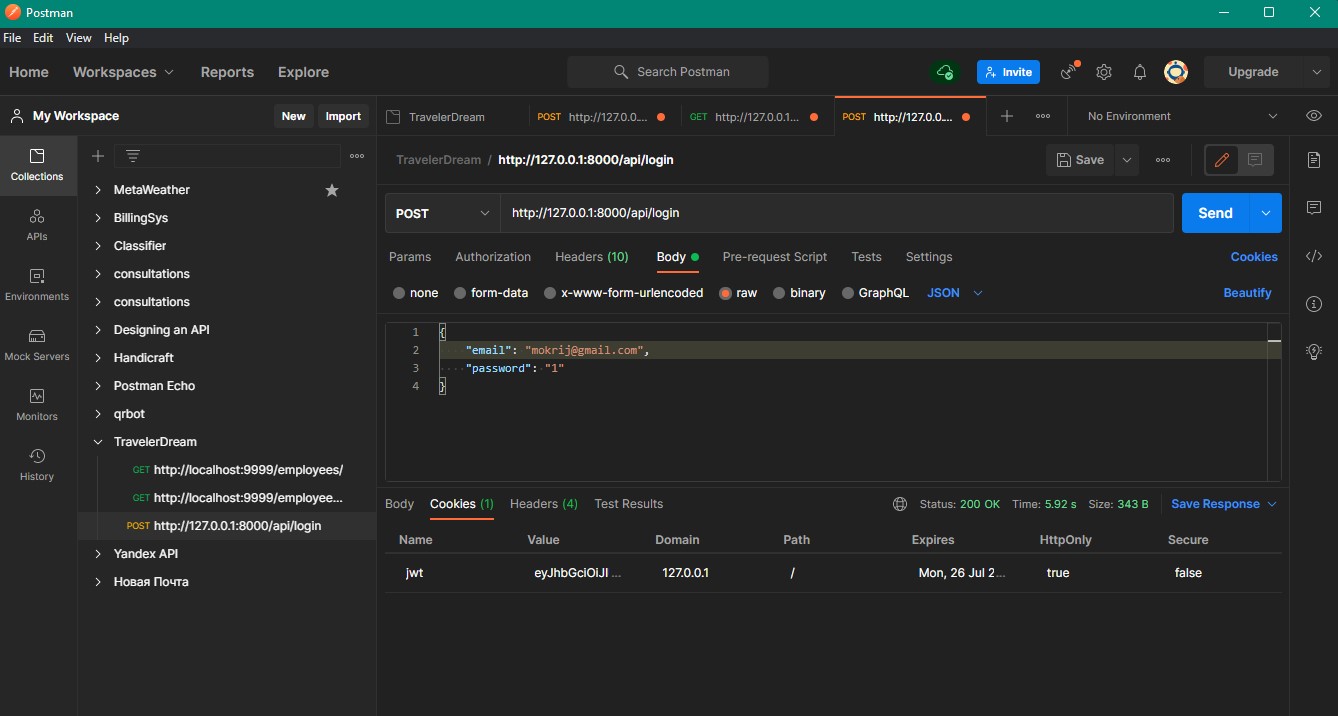 Postman
File Edit View Help
Home Workspaces Reports Explore Search Postman Invite Upgrade
My Workspace New Import
TravelerDream POST http://127.0.0.... GET http://127.0.0.1... POST http://127.0.0.... No Environment
Collections
APIs
Environments
Mock Servers
Monitors
History
MetaWeather
BillingSys
Classifier
consultations
consultations
Designing an API
Handicraft
Postman Echo
qrbot
TravelerDream
GET http://localhost:9999/employees/
GET http://localhost:9999/employee...
POST http://127.0.0.1:8000/api/login
Yandex API
Новая Почта
TravelerDream / http://127.0.0.1:8000/api/login Save
POST http://127.0.0.1:8000/api/login Send
Params Authorization Headers (10) Body Pre-request Script Tests Settings Cookies
none form-data x-www-form-urlencoded raw binary GraphQL JSON Beautify
1 {
2 "email": "mokrij@gmail.com",
3 "password": "1"
4 }
Body Cookies (1) Headers (4) Test Results Status: 200 OK Time: 5.92 s Size: 343 B Save Response
Name Value Domain Path Expires HttpOnly Secure
jwt eyJhbGciOiJI ... 127.0.0.1 / Mon, 26 Jul 2... true false